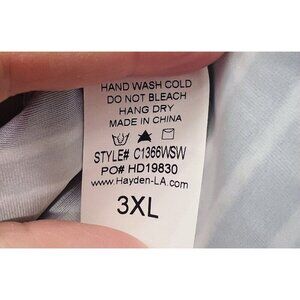 HAND WASH COLD
DO NOT BLEACH
HANG DRY
MADE IN CHINA
STYLE# C1366WSW
PO# HD19830
www.Hayden-LA.com
3XL